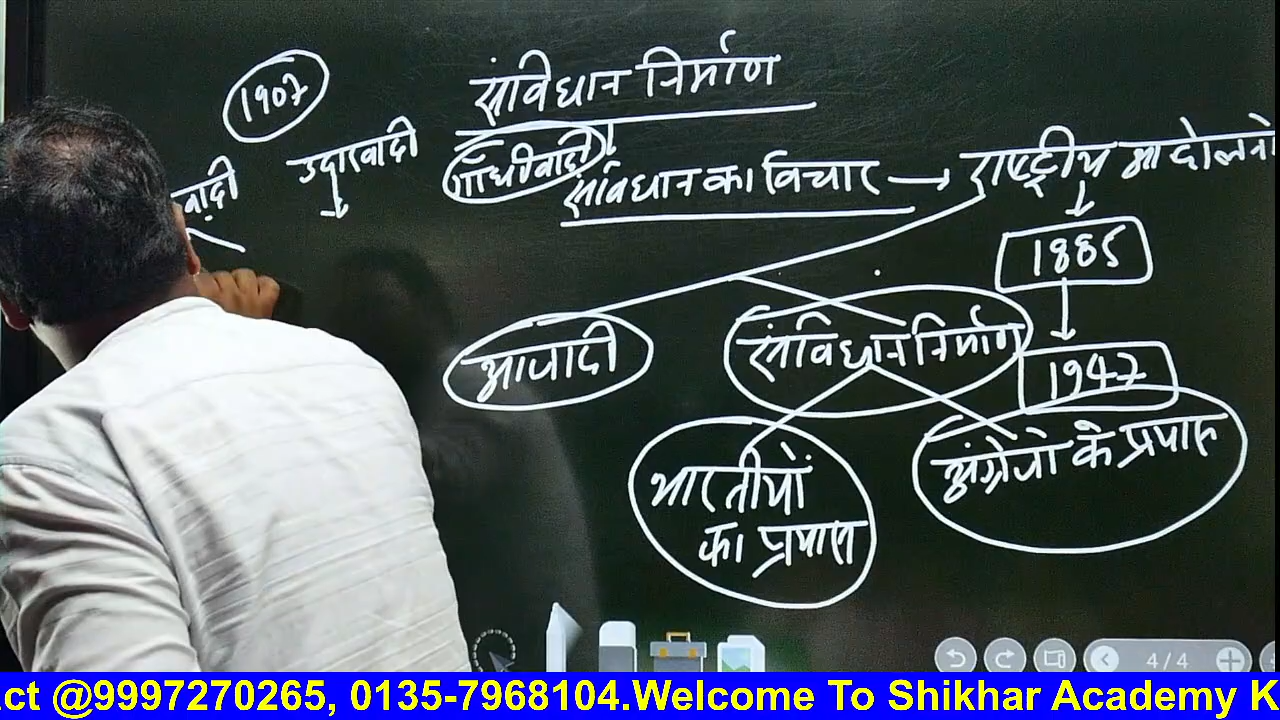 संविधान निर्माण
1907
उदारवादी
वादी
गाँधीवादी
संविधान का विचार → राष्ट्रीय आंदोलनो
1885
1947
आजादी
संविधान निर्माण
भारतीयों
का प्रयास
अंग्रेजो के प्रयास
4/4
ct @9997270265, 0135-7968104.Welcome To Shikhar Academy K